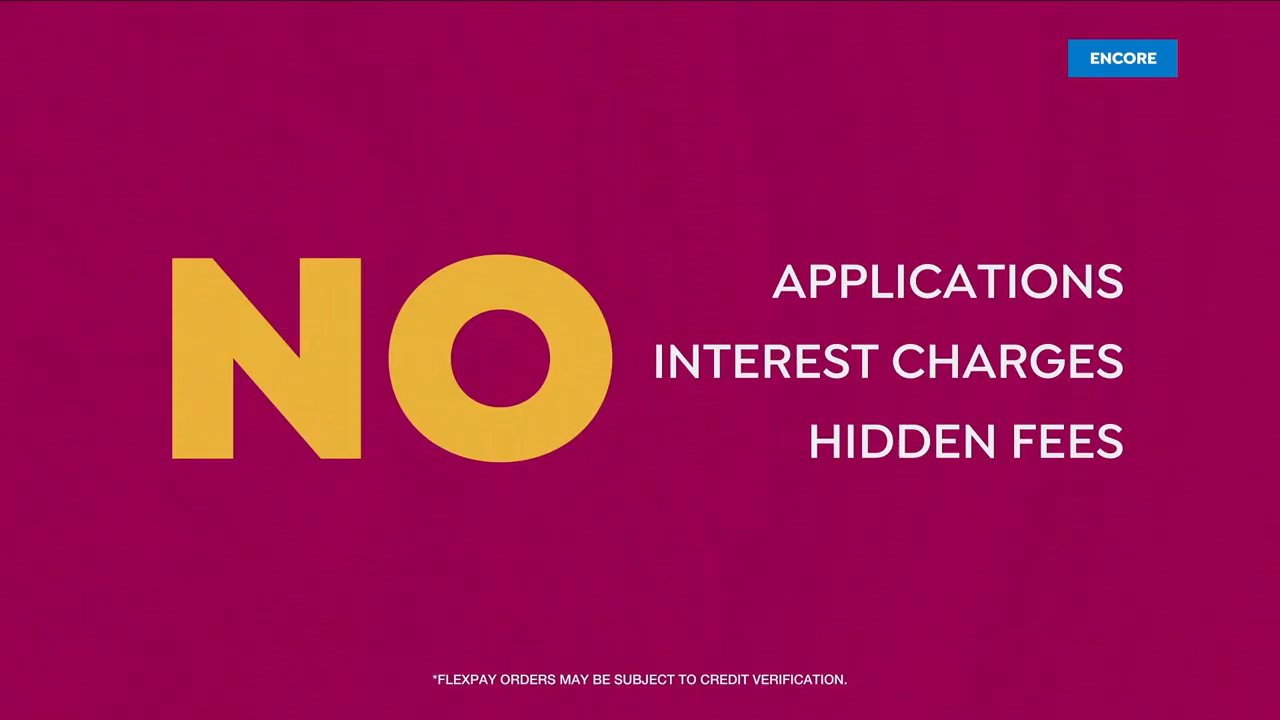 ENCORE
NO
APPLICATIONS
INTEREST CHARGES
HIDDEN FEES
*FLEXPAY ORDERS MAY BE SUBJECT TO CREDIT VERIFICATION.